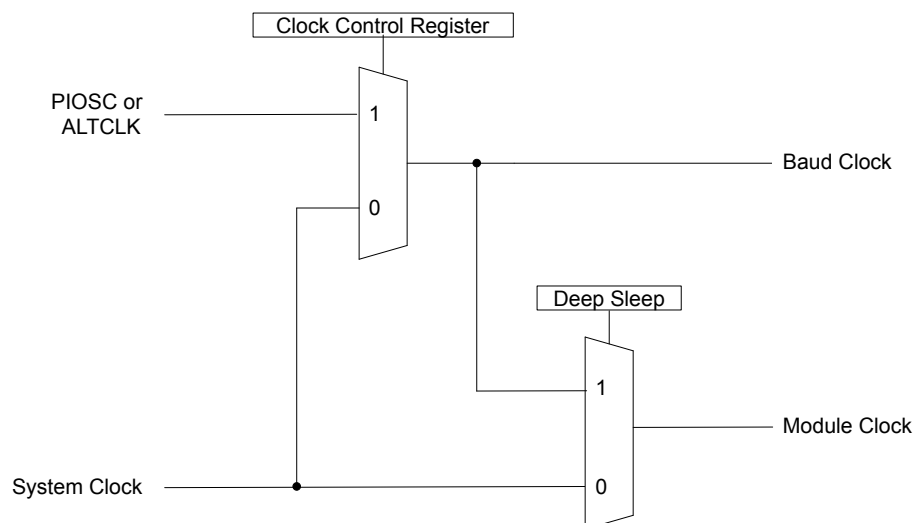 Clock Control Register
PIOSC or
ALTCLK
1
Baud Clock
0
Deep Sleep
1
Module Clock
System Clock
0